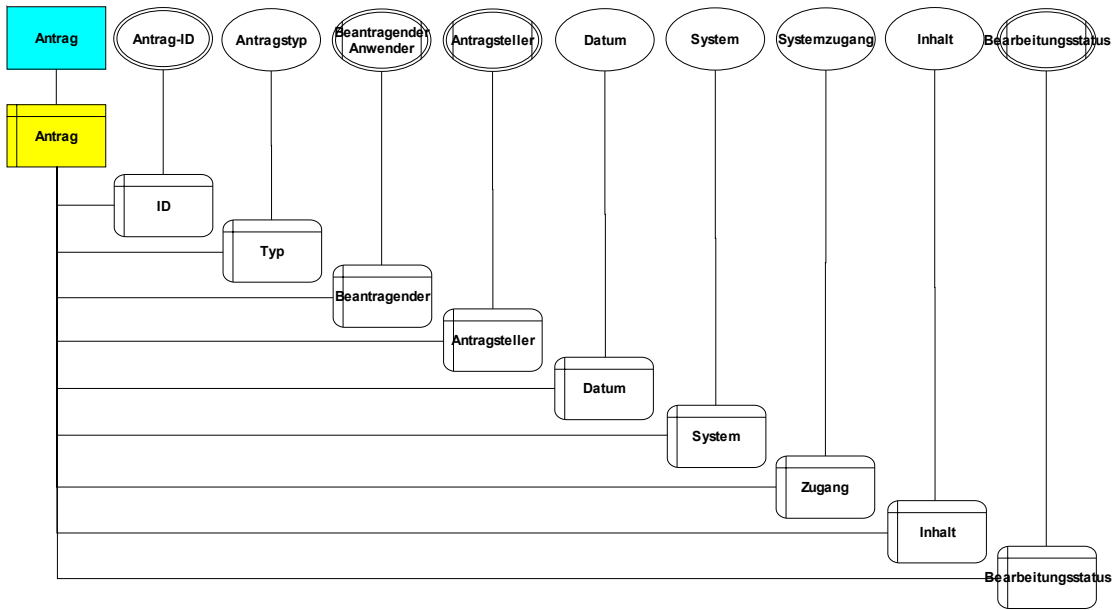 Antrag
Antrag-ID
Antragstyp
Beantragender
Anwender
Antragsteller
Datum
System
Systemzugang
Inhalt
Bearbeitungsstatus
Antrag
ID
Typ
Beantragender
Antragsteller
Datum
System
Zugang
Inhalt
Bearbeitungsstatus